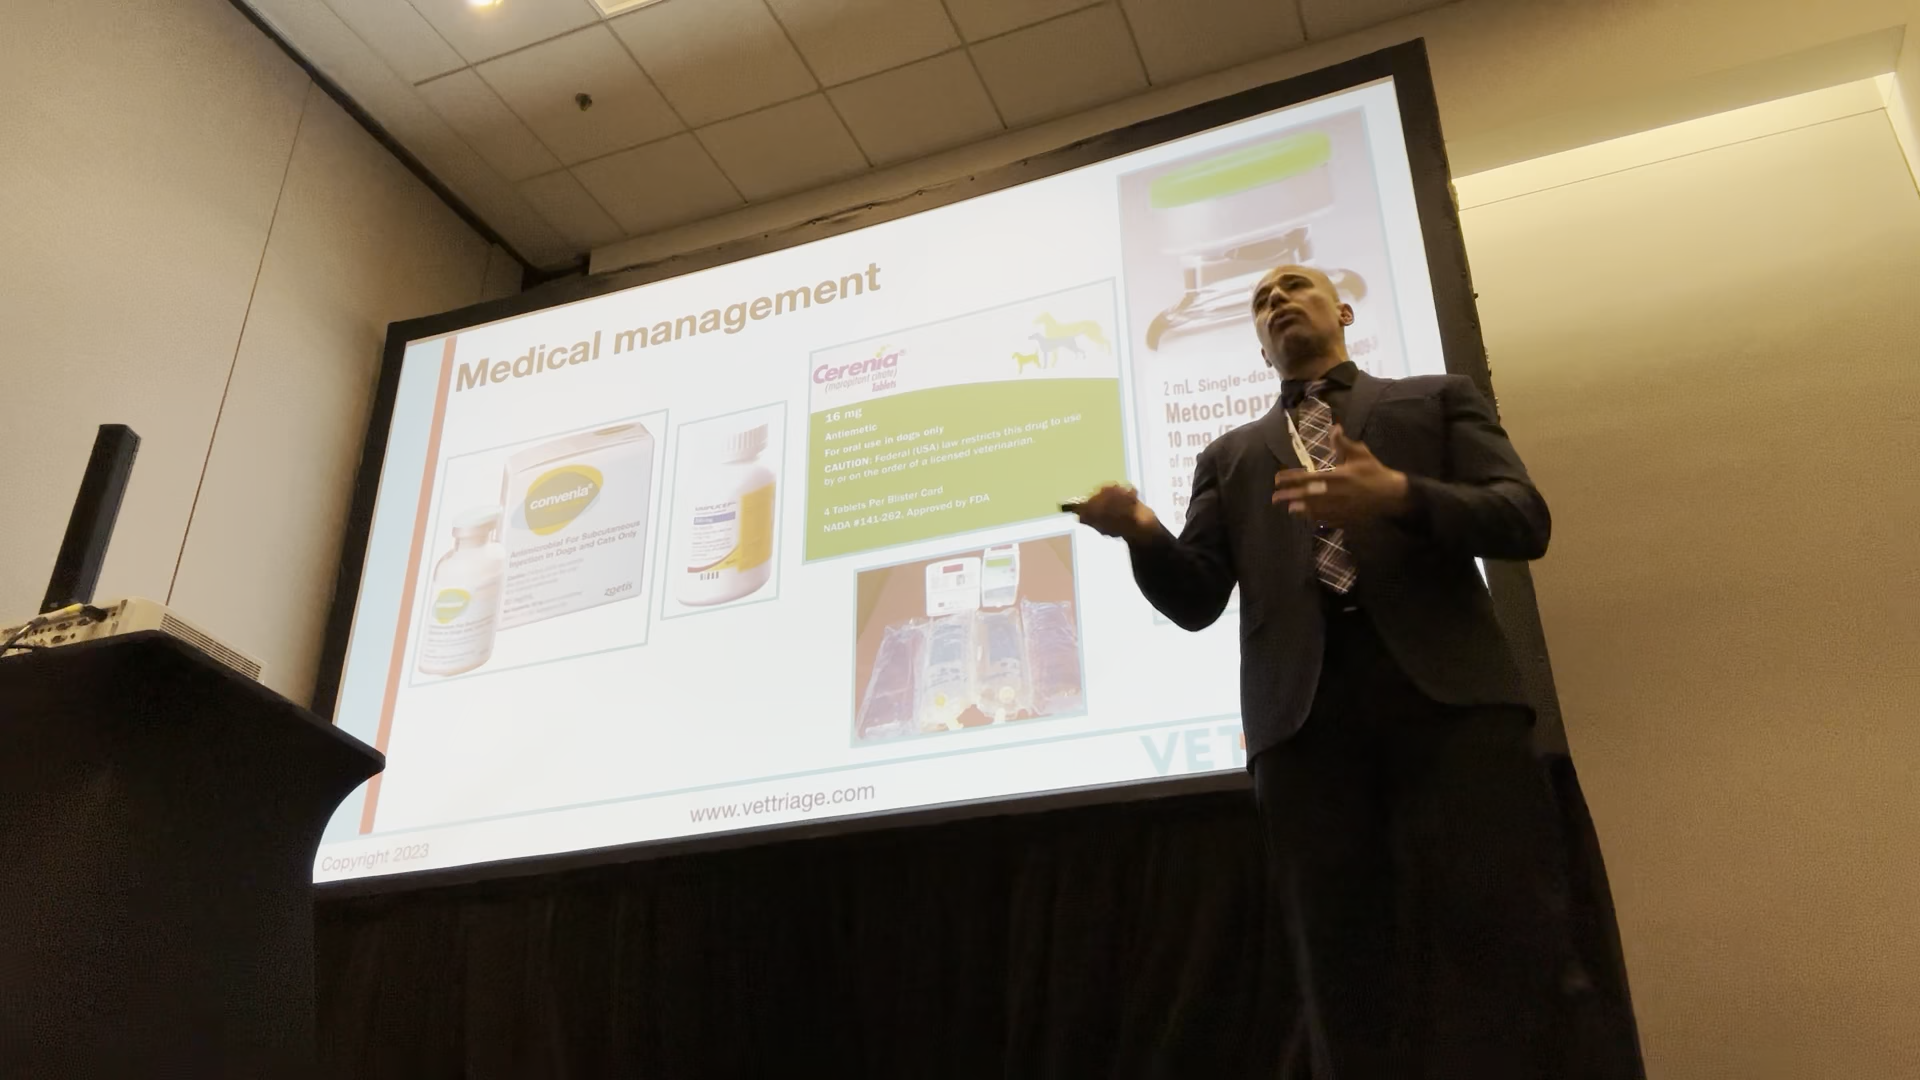 Medical management
convenia®
Antimicrobial For Subcutaneous
Injection in Dogs and Cats Only
zoetis
Cerenia®
(maropitant citrate)
Tablets
16 mg
Antiemetic
For oral use in dogs only
CAUTION: Federal (USA) law restricts this drug to use
by or on the order of a licensed veterinarian.
4 Tablets Per Blister Card
NADA #141-262, Approved by FDA
2 mL Single-dos
Metoclopr
10 mg
of m
as t
For
VET
www.vettriage.com
Copyright 2023